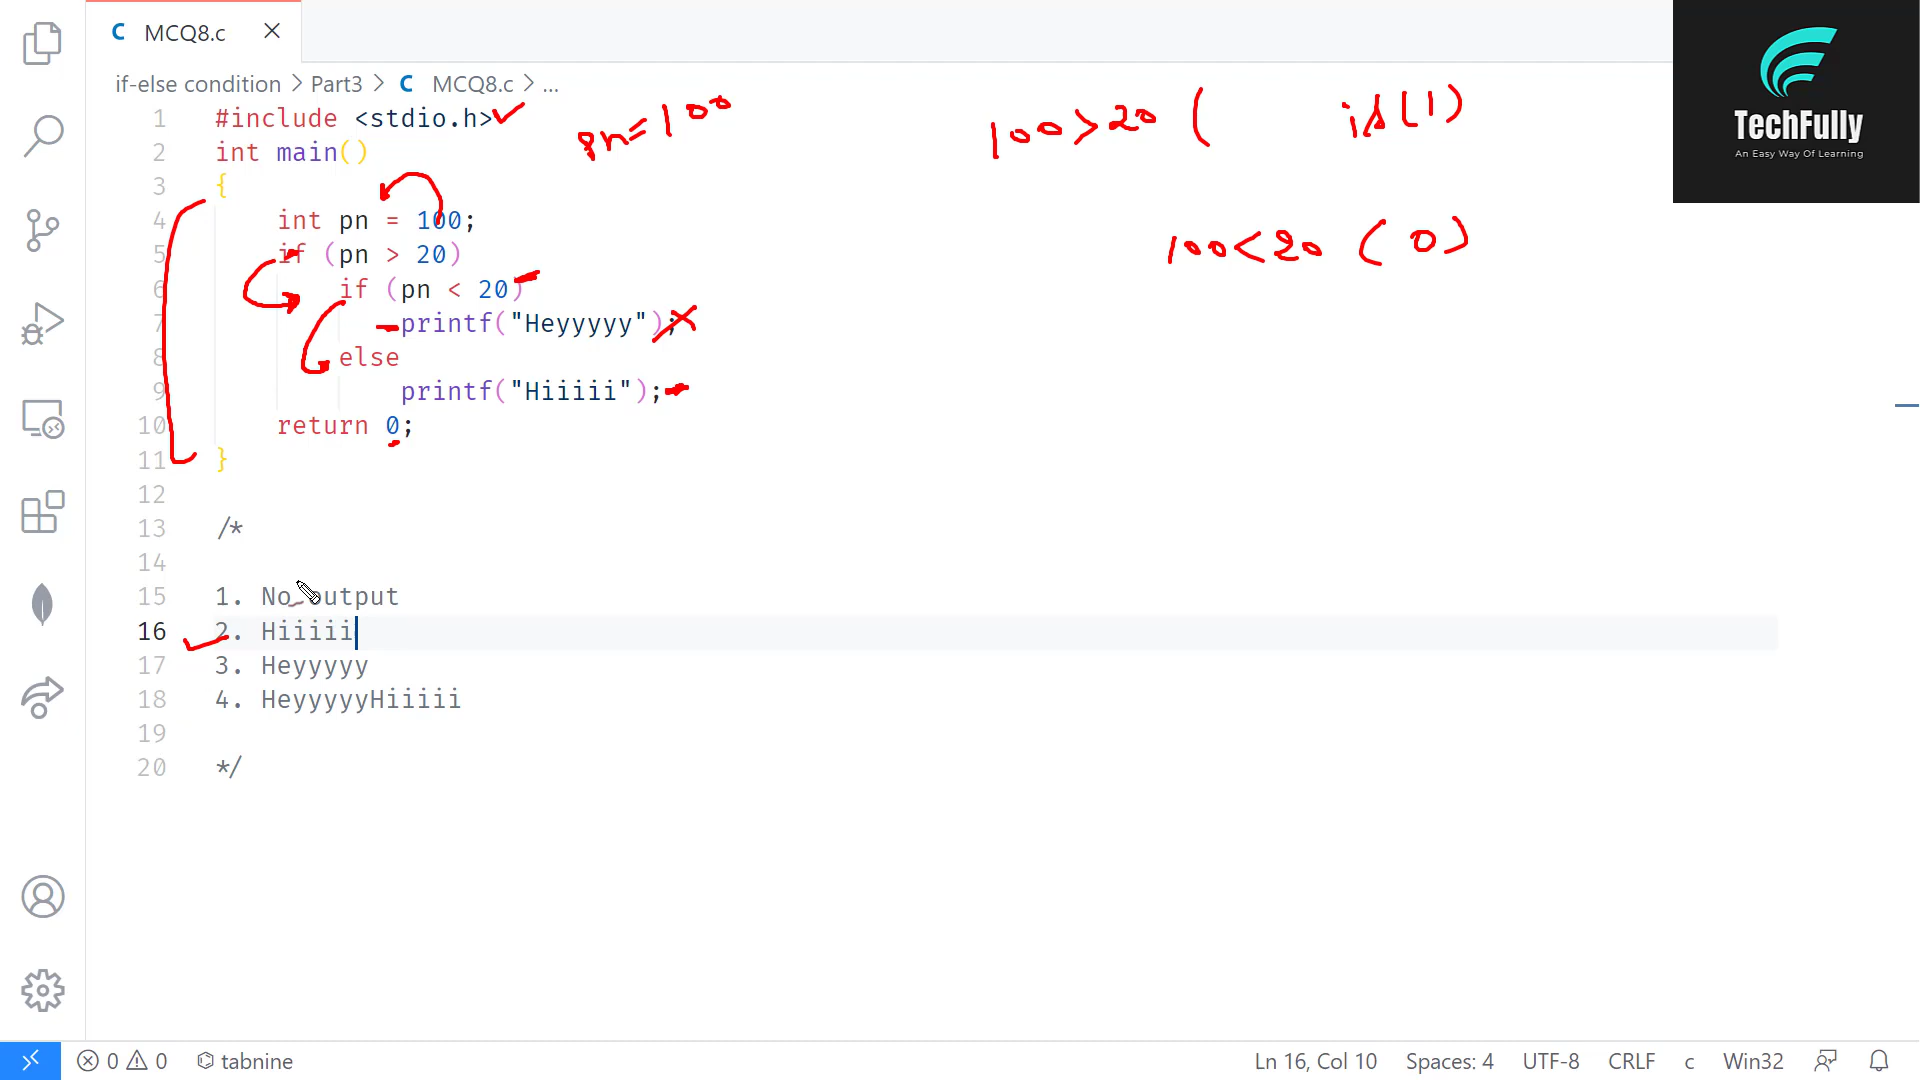 MCQ8.c
if-else condition > Part3 > C MCQ8.c > ...
1 #include <stdio.h>
2 int main()
3 {
4 int pn = 100;
5 if (pn > 20)
6 if (pn < 20)
7 printf("Heyyyyy");
8 else
9 printf("Hiiiii");
10 return 0;
11 }
12
13 /*
14
15 1. No output
16 2. Hiiiii
17 3. Heyyyyy
18 4. HeyyyyyHiiiii
19
20 */
pn=100
100>20 ( if(1)
100<20 (0)
TechFully
An Easy Way Of Learning
0 0 tabnine Ln 16, Col 10 Spaces: 4 UTF-8 CRLF c Win32